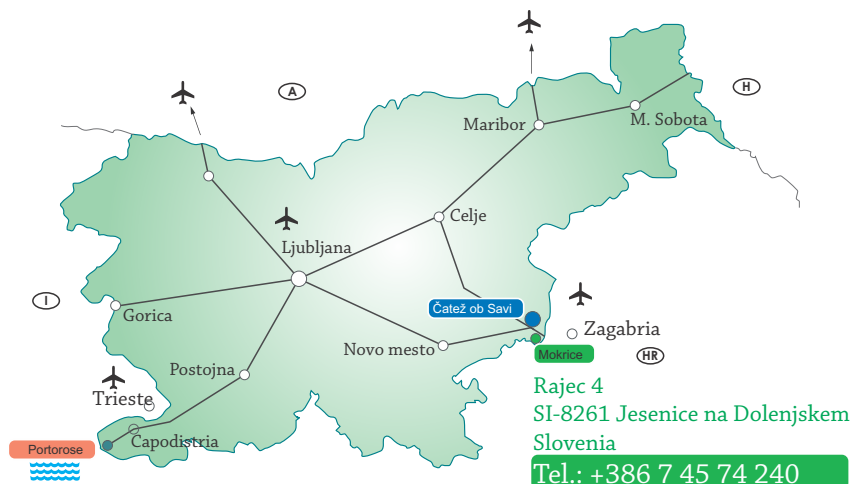 A
H
Maribor
M. Sobota
Celje
Ljubljana
I
Čatež ob Savi
Gorica
Zagabria
Novo mesto
Mokrice
HR
Postojna
Trieste
Rajec 4
SI-8261 Jesenice na Dolenjskem
Capodistria
Slovenia
Portorose
Tel.: +386 7 45 74 240